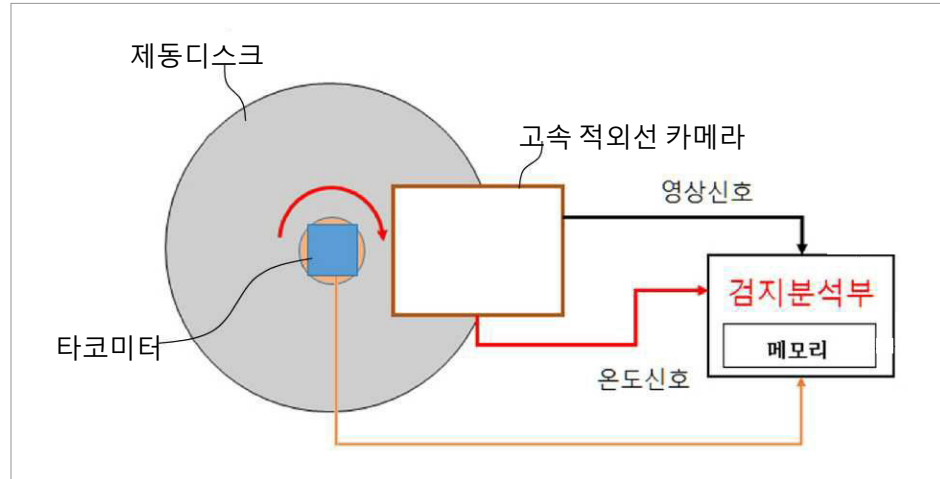 제동디스크
고속 적외선 카메라
영상신호
검지분석부
메모리
타코미터
온도신호